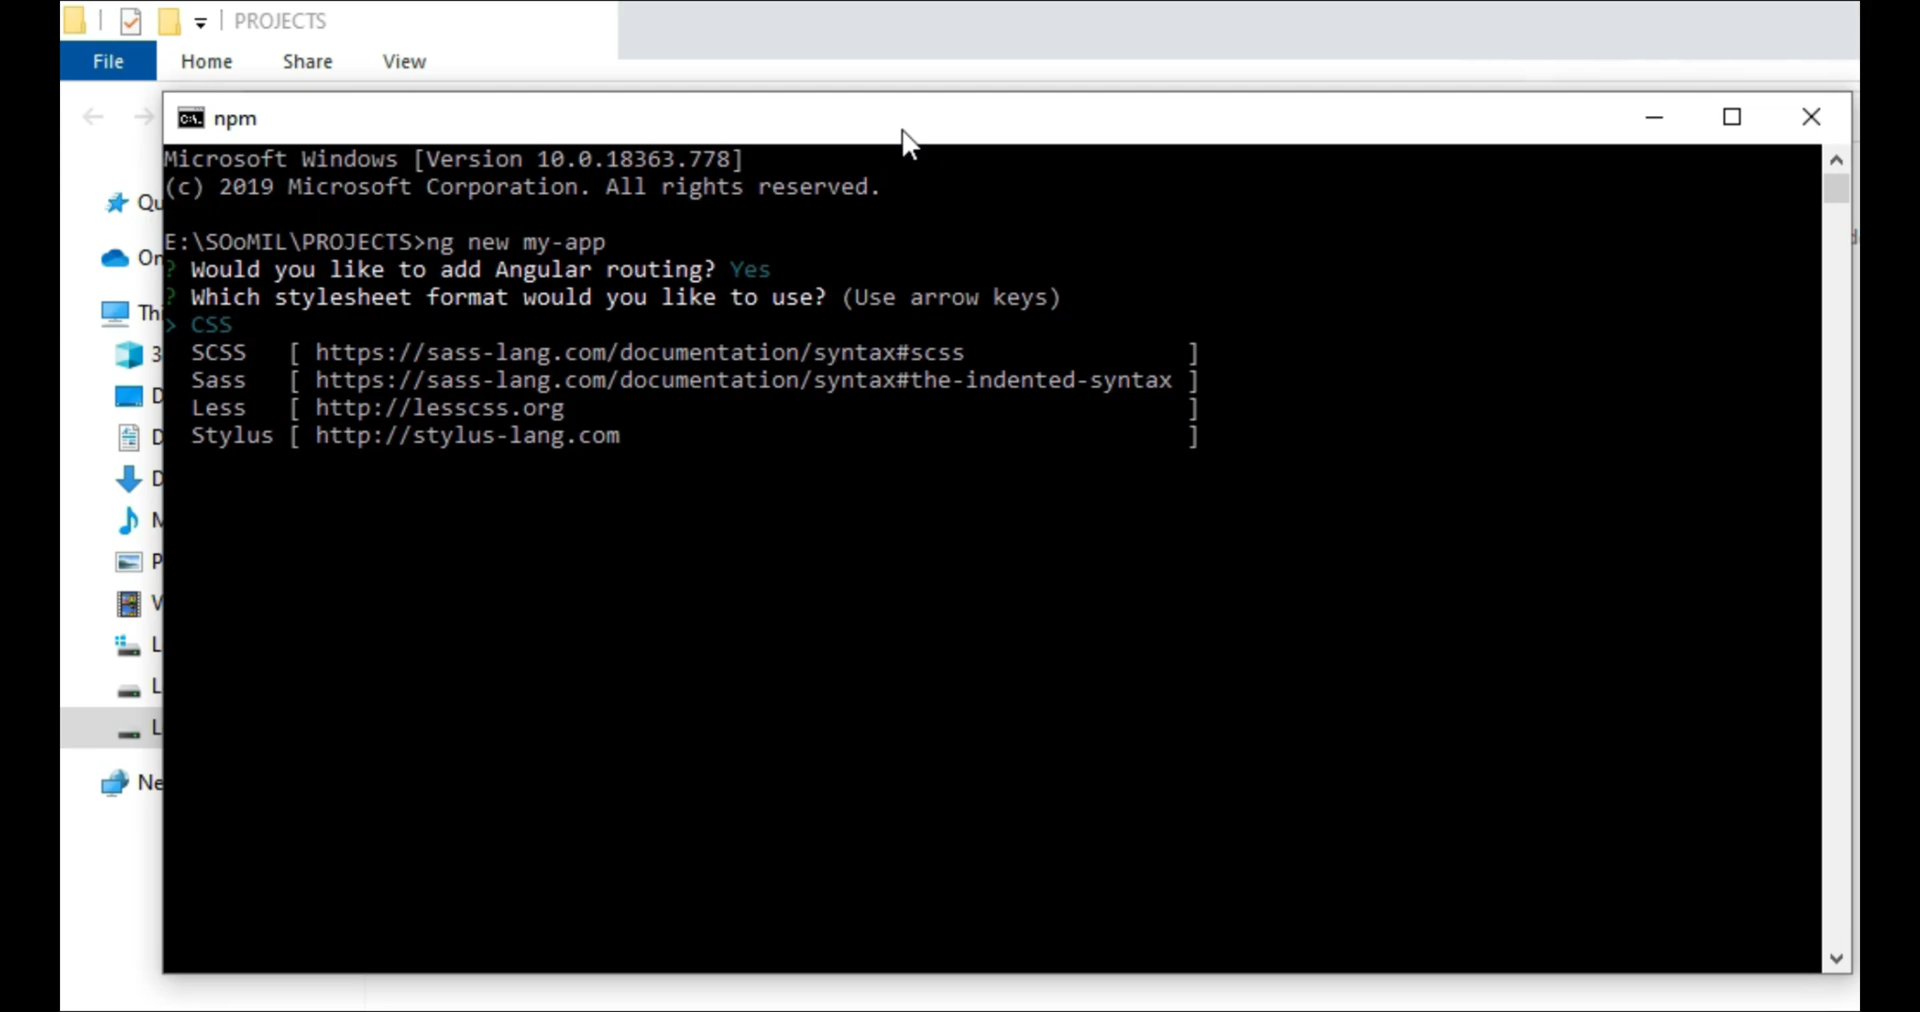 PROJECTS
File Home Share View
npm
Microsoft Windows [Version 10.0.18363.778]
(c) 2019 Microsoft Corporation. All rights reserved.
E:\SOoMIL\PROJECTS>ng new my-app
? Would you like to add Angular routing? Yes
? Which stylesheet format would you like to use? (Use arrow keys)
> CSS
SCSS [ https://sass-lang.com/documentation/syntax#scss ]
Sass [ https://sass-lang.com/documentation/syntax#the-indented-syntax ]
Less [ http://lesscss.org ]
Stylus [ http://stylus-lang.com ]